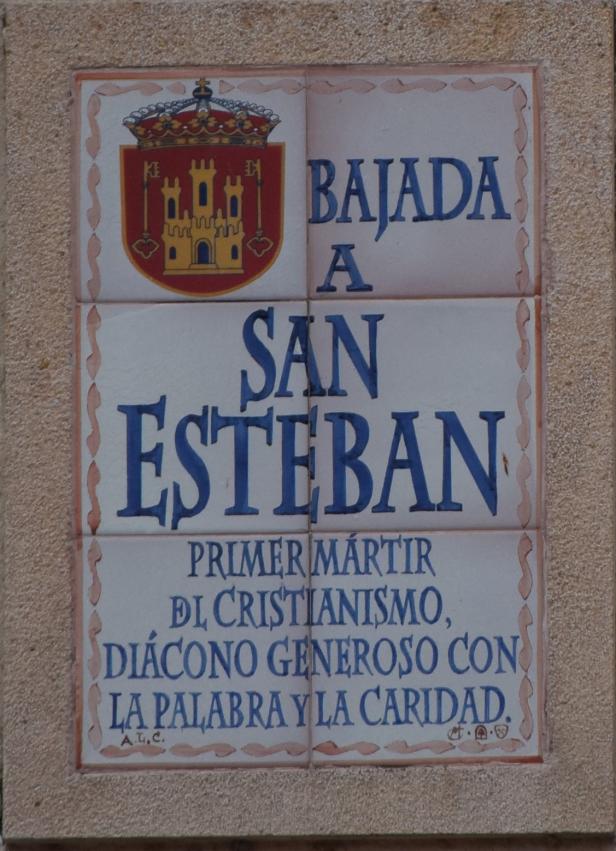 BAJADA
A
SAN
ESTEBAN
PRIMER MÁRTIR
DEL CRISTIANISMO,
DIÁCONO GENEROSO CON
LA PALABRA Y LA CARIDAD.
A.L.C.